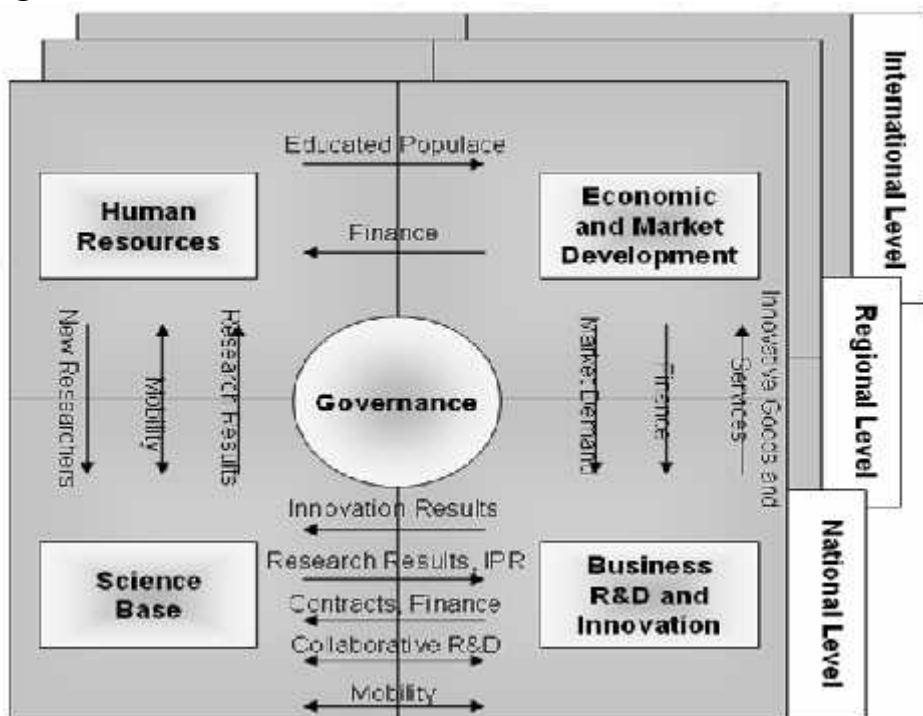 Educated Populace
Human
Resources
Economic
and Market
Development
Finance
New Researchers
Mobility
Research Results
Governance
Market Demand
Finance
Innovative Goods and
Services
Innovation Results
Research Results, IPR
Contracts, Finance
Collaborative R&D
Mobility
Science
Base
Business
R&D and
Innovation
International Level
Regional Level
National Level